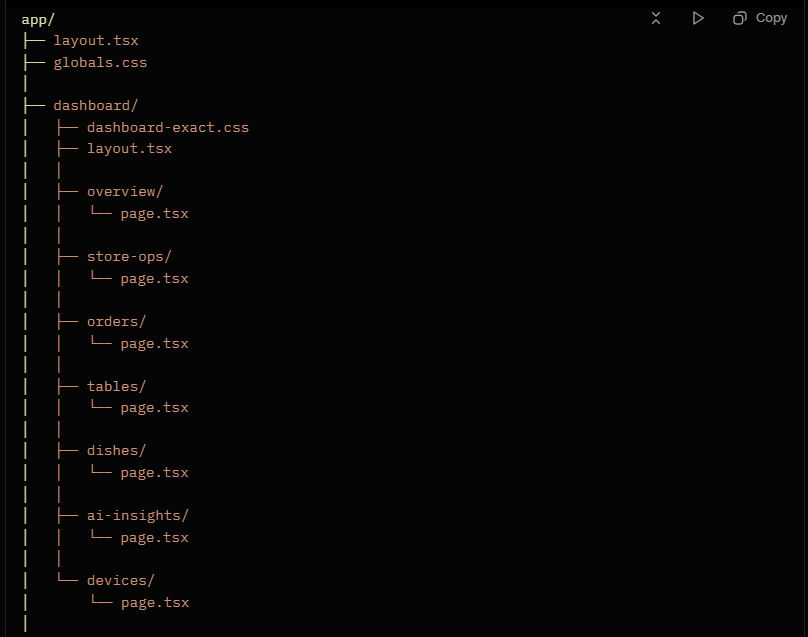 app/
Copy
├── layout.tsx
├── globals.css
│
├── dashboard/
│   ├── dashboard-exact.css
│   ├── layout.tsx
│   │
│   ├── overview/
│   │   └── page.tsx
│   │
│   ├── store-ops/
│   │   └── page.tsx
│   │
│   ├── orders/
│   │   └── page.tsx
│   │
│   ├── tables/
│   │   └── page.tsx
│   │
│   ├── dishes/
│   │   └── page.tsx
│   │
│   ├── ai-insights/
│   │   └── page.tsx
│   │
│   └── devices/
│       └── page.tsx
│